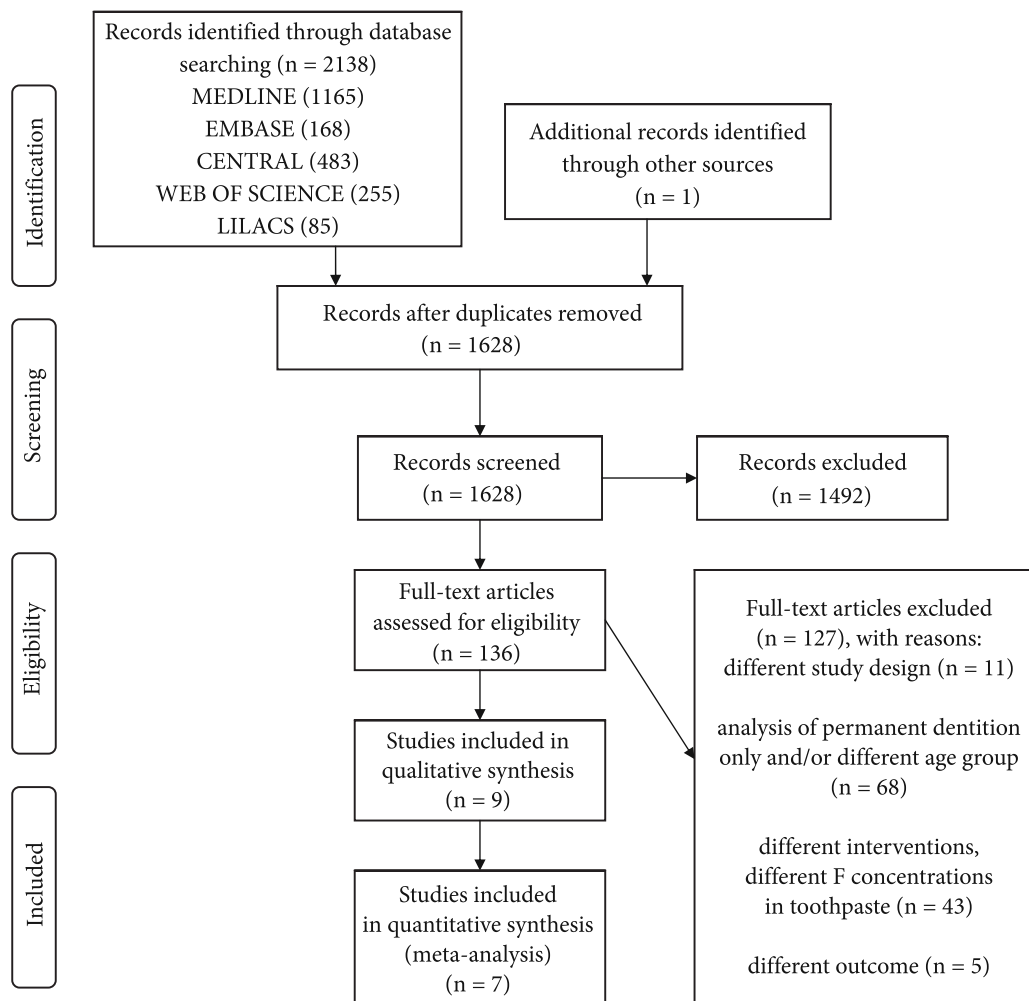 Identification
Records identified through database
searching (n = 2138)
MEDLINE (1165)
EMBASE (168)
CENTRAL (483)
WEB OF SCIENCE (255)
LILACS (85)
Additional records identified
through other sources
(n = 1)
Records after duplicates removed
(n = 1628)
Screening
Records screened
(n = 1628)
Records excluded
(n = 1492)
Eligibility
Full-text articles
assessed for eligibility
(n = 136)
Full-text articles excluded
(n = 127), with reasons:
different study design (n = 11)
analysis of permanent dentition
only and/or different age group
(n = 68)
different interventions,
different F concentrations
in toothpaste (n = 43)
different outcome (n = 5)
Studies included in
qualitative synthesis
(n = 9)
Included
Studies included
in quantitative synthesis
(meta-analysis)
(n = 7)